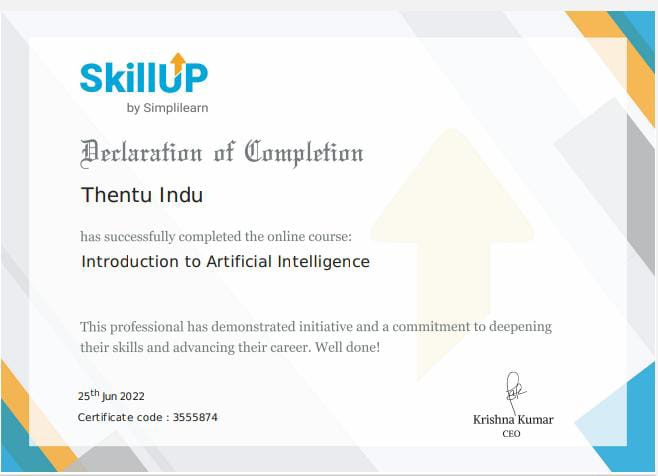 SkillUP
by Simplilearn
Declaration of Completion
Thentu Indu
has successfully completed the online course:
Introduction to Artificial Intelligence
This professional has demonstrated initiative and a commitment to deepening
their skills and advancing their career. Well done!
25th Jun 2022
Certificate code : 3555874
Krishna Kumar
CEO